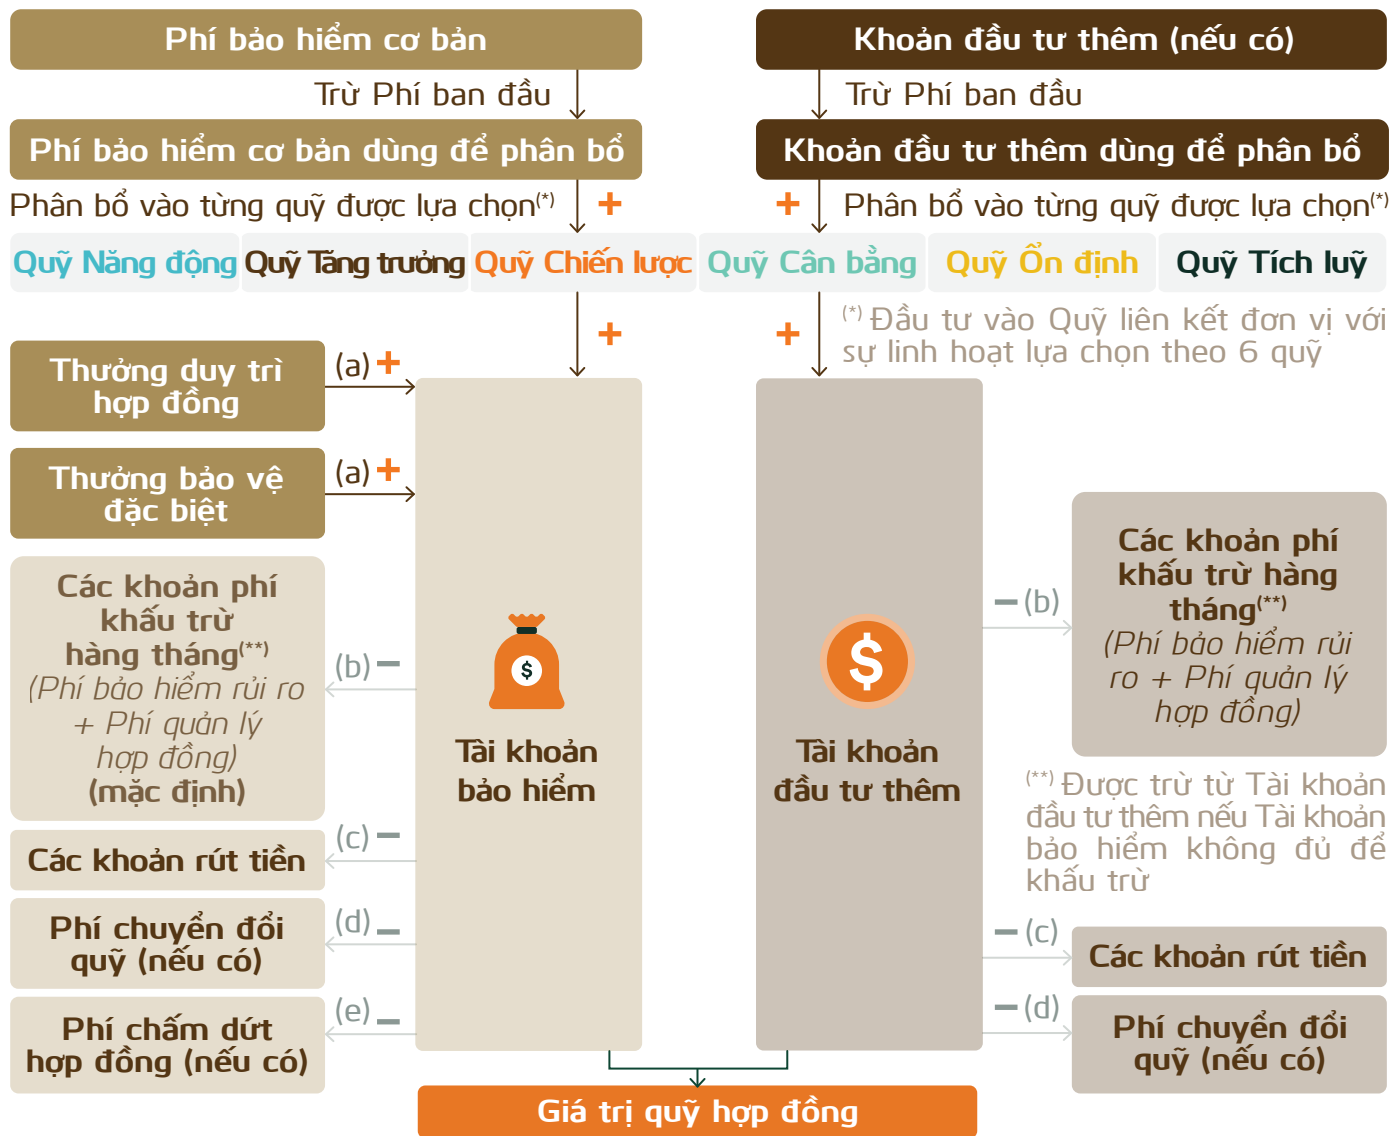 Phí bảo hiểm cơ bản
Khoản đầu tư thêm (nếu có)
Trừ Phí ban đầu
Trừ Phí ban đầu
Phí bảo hiểm cơ bản dùng để phân bổ
Khoản đầu tư thêm dùng để phân bổ
Phân bổ vào từng quỹ được lựa chọn(*)
+
+
Phân bổ vào từng quỹ được lựa chọn(*)
Quỹ Năng động
Quỹ Tăng trưởng
Quỹ Chiến lược
Quỹ Cân bằng
Quỹ Ổn định
Quỹ Tích luỹ
+
+
(*) Đầu tư vào Quỹ liên kết đơn vị với
sự linh hoạt lựa chọn theo 6 quỹ
Thưởng duy trì
hợp đồng
(a) +
Thưởng bảo vệ
đặc biệt
(a) +
Các khoản phí
khấu trừ
hàng tháng(**)
(Phí bảo hiểm rủi ro
+ Phí quản lý
hợp đồng)
(mặc định)
(b) −
Các khoản rút tiền
(c) −
Phí chuyển đổi
quỹ (nếu có)
(d) −
Phí chấm dứt
hợp đồng (nếu có)
(e) −
$
Tài khoản
bảo hiểm
$
Tài khoản
đầu tư thêm
− (b)
Các khoản phí
khấu trừ hàng
tháng(**)
(Phí bảo hiểm rủi
ro + Phí quản lý
hợp đồng)
(**) Được trừ từ Tài khoản
đầu tư thêm nếu Tài khoản
bảo hiểm không đủ để
khấu trừ
− (c)
Các khoản rút tiền
− (d)
Phí chuyển đổi
quỹ (nếu có)
Giá trị quỹ hợp đồng